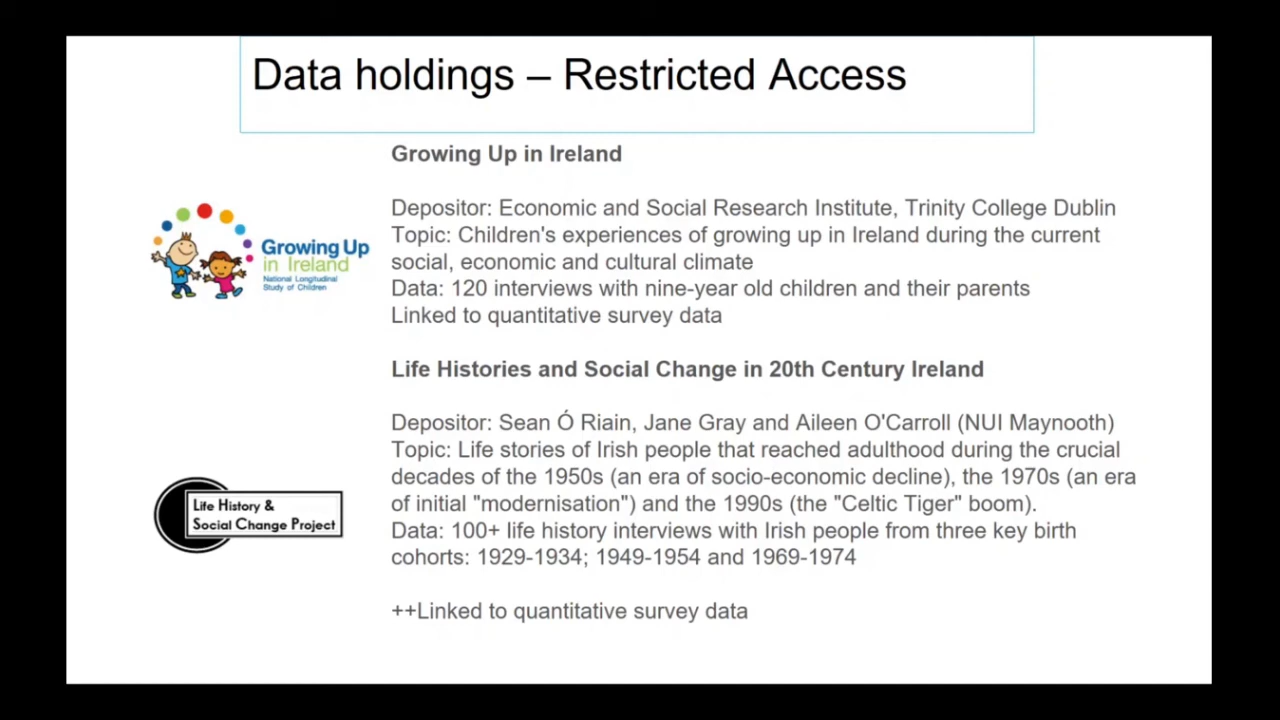 Data holdings – Restricted Access
Growing Up in Ireland
Depositor: Economic and Social Research Institute, Trinity College Dublin
Topic: Children's experiences of growing up in Ireland during the current
social, economic and cultural climate
Data: 120 interviews with nine-year old children and their parents
Linked to quantitative survey data
Growing Up
in Ireland
National Longitudinal
Study of Children
Life Histories and Social Change in 20th Century Ireland
Depositor: Sean Ó Riain, Jane Gray and Aileen O'Carroll (NUI Maynooth)
Topic: Life stories of Irish people that reached adulthood during the crucial
decades of the 1950s (an era of socio-economic decline), the 1970s (an era
of initial "modernisation") and the 1990s (the "Celtic Tiger" boom).
Data: 100+ life history interviews with Irish people from three key birth
cohorts: 1929-1934; 1949-1954 and 1969-1974
Life History &
Social Change Project
++Linked to quantitative survey data